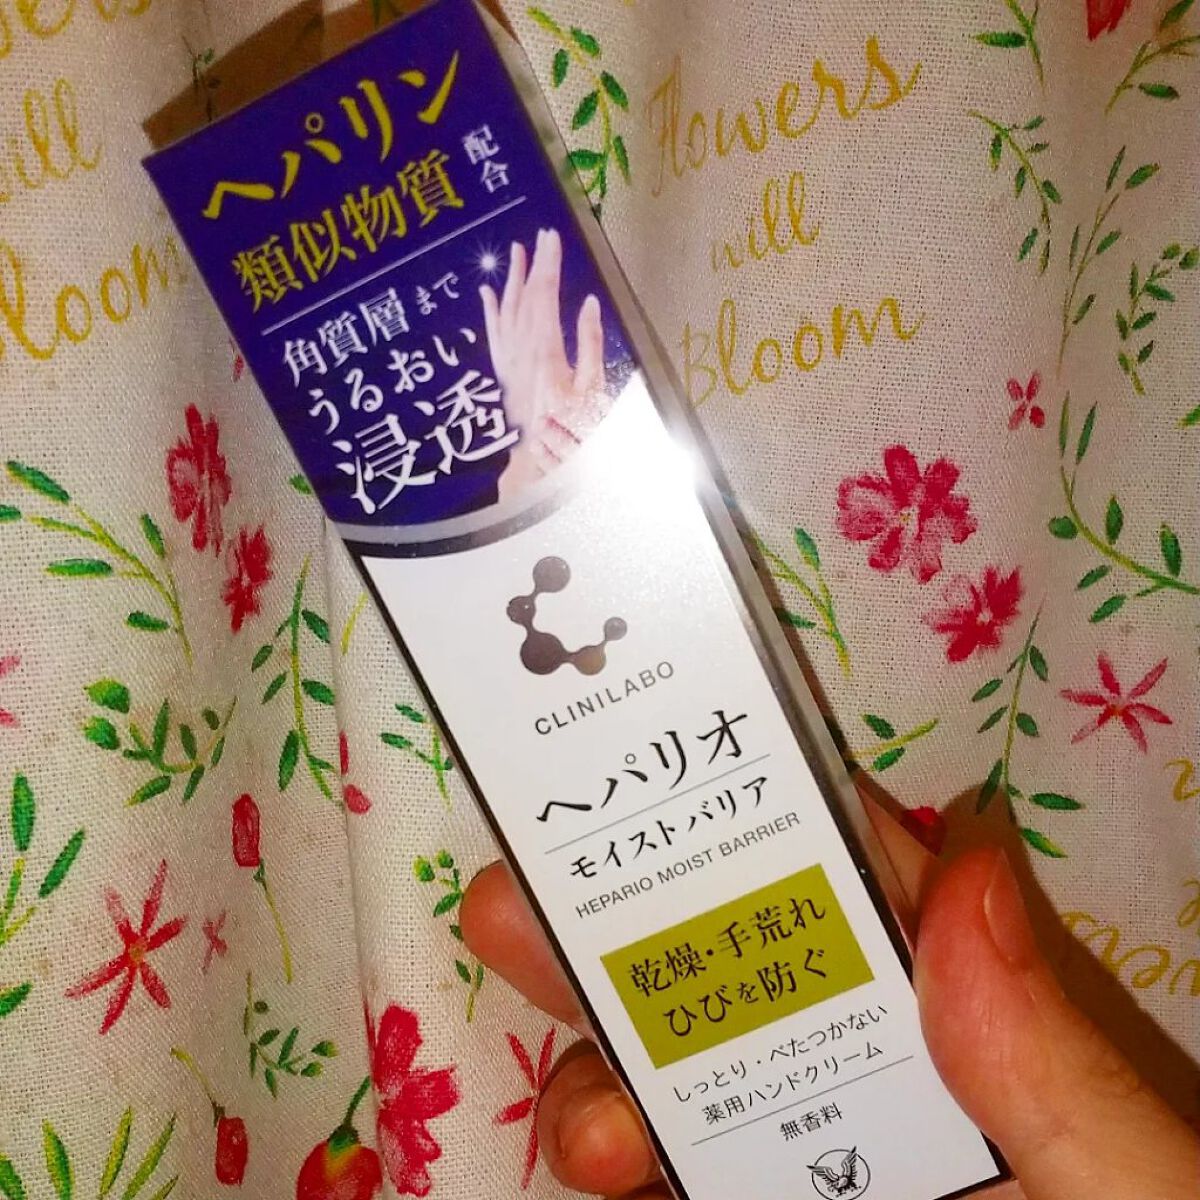 ヘパリン
類似物質
配合
角質層まで
うるおい
浸透
CLINILABO
ヘパリオ
モイストバリア
HEPARIO MOIST BARRIER
乾燥・手荒れ
ひびを防ぐ
しっとり・べたつかない
薬用ハンドクリーム
無香料
Flowers
will
Bloom
will
Bloom